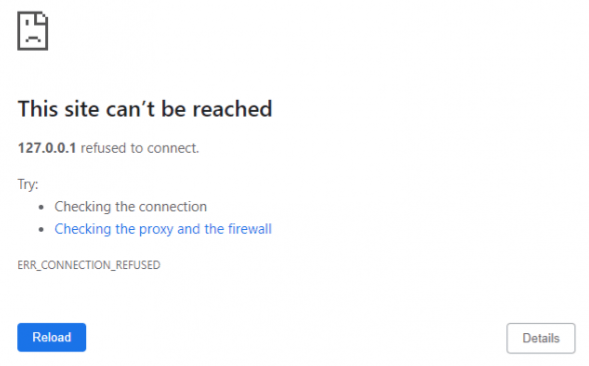 This site can’t be reached
127.0.0.1 refused to connect.
Try:
• Checking the connection
• Checking the proxy and the firewall
ERR_CONNECTION_REFUSED
Reload
Details